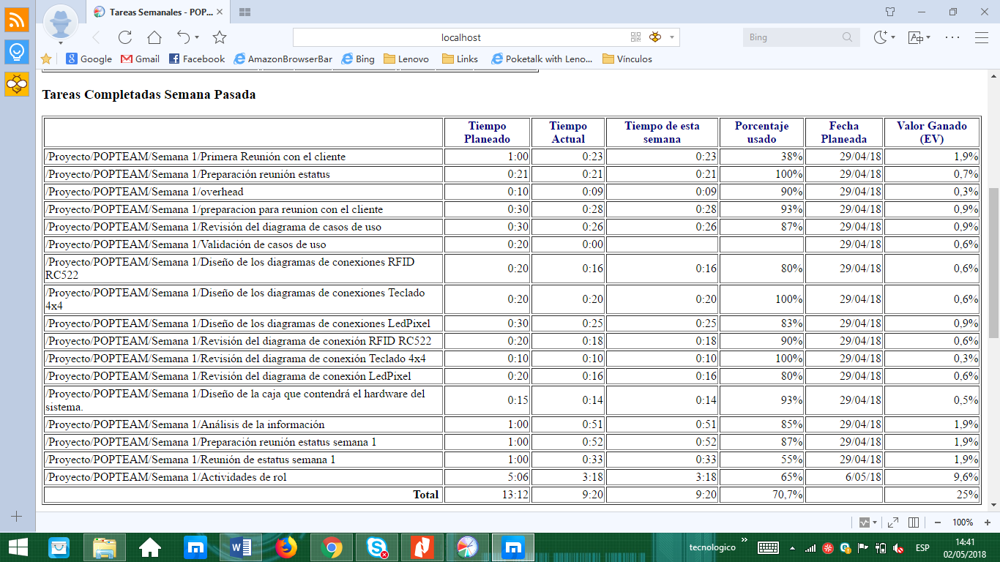 Tareas Semanales - POP...
localhost
Bing
Google Gmail Facebook AmazonBrowserBar Bing Lenovo Links Poketalk with Leno... Vínculos
Tareas Completadas Semana Pasada
Tiempo Planeado Tiempo Actual Tiempo de esta semana Porcentaje usado Fecha Planeada Valor Ganado (EV)
/Proyecto/POPTEAM/Semana 1/Primera Reunión con el cliente 1:00 0:23 0:23 38% 29/04/18 1,9%
/Proyecto/POPTEAM/Semana 1/Preparación reunión estatus 0:21 0:21 0:21 100% 29/04/18 0,7%
/Proyecto/POPTEAM/Semana 1/overhead 0:10 0:09 0:09 90% 29/04/18 0,3%
/Proyecto/POPTEAM/Semana 1/preparacion para reunion con el cliente 0:30 0:28 0:28 93% 29/04/18 0,9%
/Proyecto/POPTEAM/Semana 1/Revisión del diagrama de casos de uso 0:30 0:26 0:26 87% 29/04/18 0,9%
/Proyecto/POPTEAM/Semana 1/Validación de casos de uso 0:20 0:00 29/04/18 0,6%
/Proyecto/POPTEAM/Semana 1/Diseño de los diagramas de conexiones RFID
RC522 0:20 0:16 0:16 80% 29/04/18 0,6%
/Proyecto/POPTEAM/Semana 1/Diseño de los diagramas de conexiones Teclado
4x4 0:20 0:20 0:20 100% 29/04/18 0,6%
/Proyecto/POPTEAM/Semana 1/Diseño de los diagramas de conexiones LedPixel 0:30 0:25 0:25 83% 29/04/18 0,9%
/Proyecto/POPTEAM/Semana 1/Revisión del diagrama de conexión RFID RC522 0:20 0:18 0:18 90% 29/04/18 0,6%
/Proyecto/POPTEAM/Semana 1/Revisión del diagrama de conexión Teclado 4x4 0:10 0:10 0:10 100% 29/04/18 0,3%
/Proyecto/POPTEAM/Semana 1/Revisión del diagrama de conexión LedPixel 0:20 0:16 0:16 80% 29/04/18 0,6%
/Proyecto/POPTEAM/Semana 1/Diseño de la caja que contendrá el hardware del
sistema. 0:15 0:14 0:14 93% 29/04/18 0,5%
/Proyecto/POPTEAM/Semana 1/Análisis de la información 1:00 0:51 0:51 85% 29/04/18 1,9%
/Proyecto/POPTEAM/Semana 1/Preparación reunión estatus semana 1 1:00 0:52 0:52 87% 29/04/18 1,9%
/Proyecto/POPTEAM/Semana 1/Reunión de estatus semana 1 1:00 0:33 0:33 55% 29/04/18 1,9%
/Proyecto/POPTEAM/Semana 1/Actividades de rol 5:06 3:18 3:18 65% 6/05/18 9,6%
Total 13:12 9:20 9:20 70,7% 25%
100%
tecnologico ESP 14:41
02/05/2018